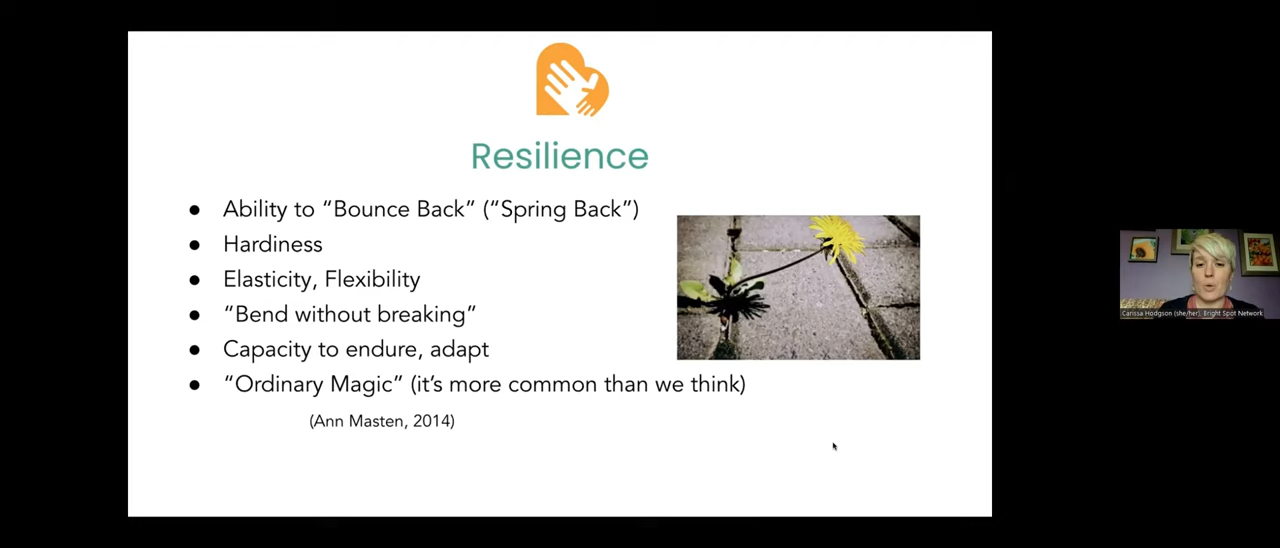 Resilience
● Ability to “Bounce Back” (“Spring Back”)
● Hardiness
● Elasticity, Flexibility
● “Bend without breaking”
● Capacity to endure, adapt
● “Ordinary Magic” (it’s more common than we think)
(Ann Masten, 2014)
Carissa Hodgson (she/her), Bright Spot Network